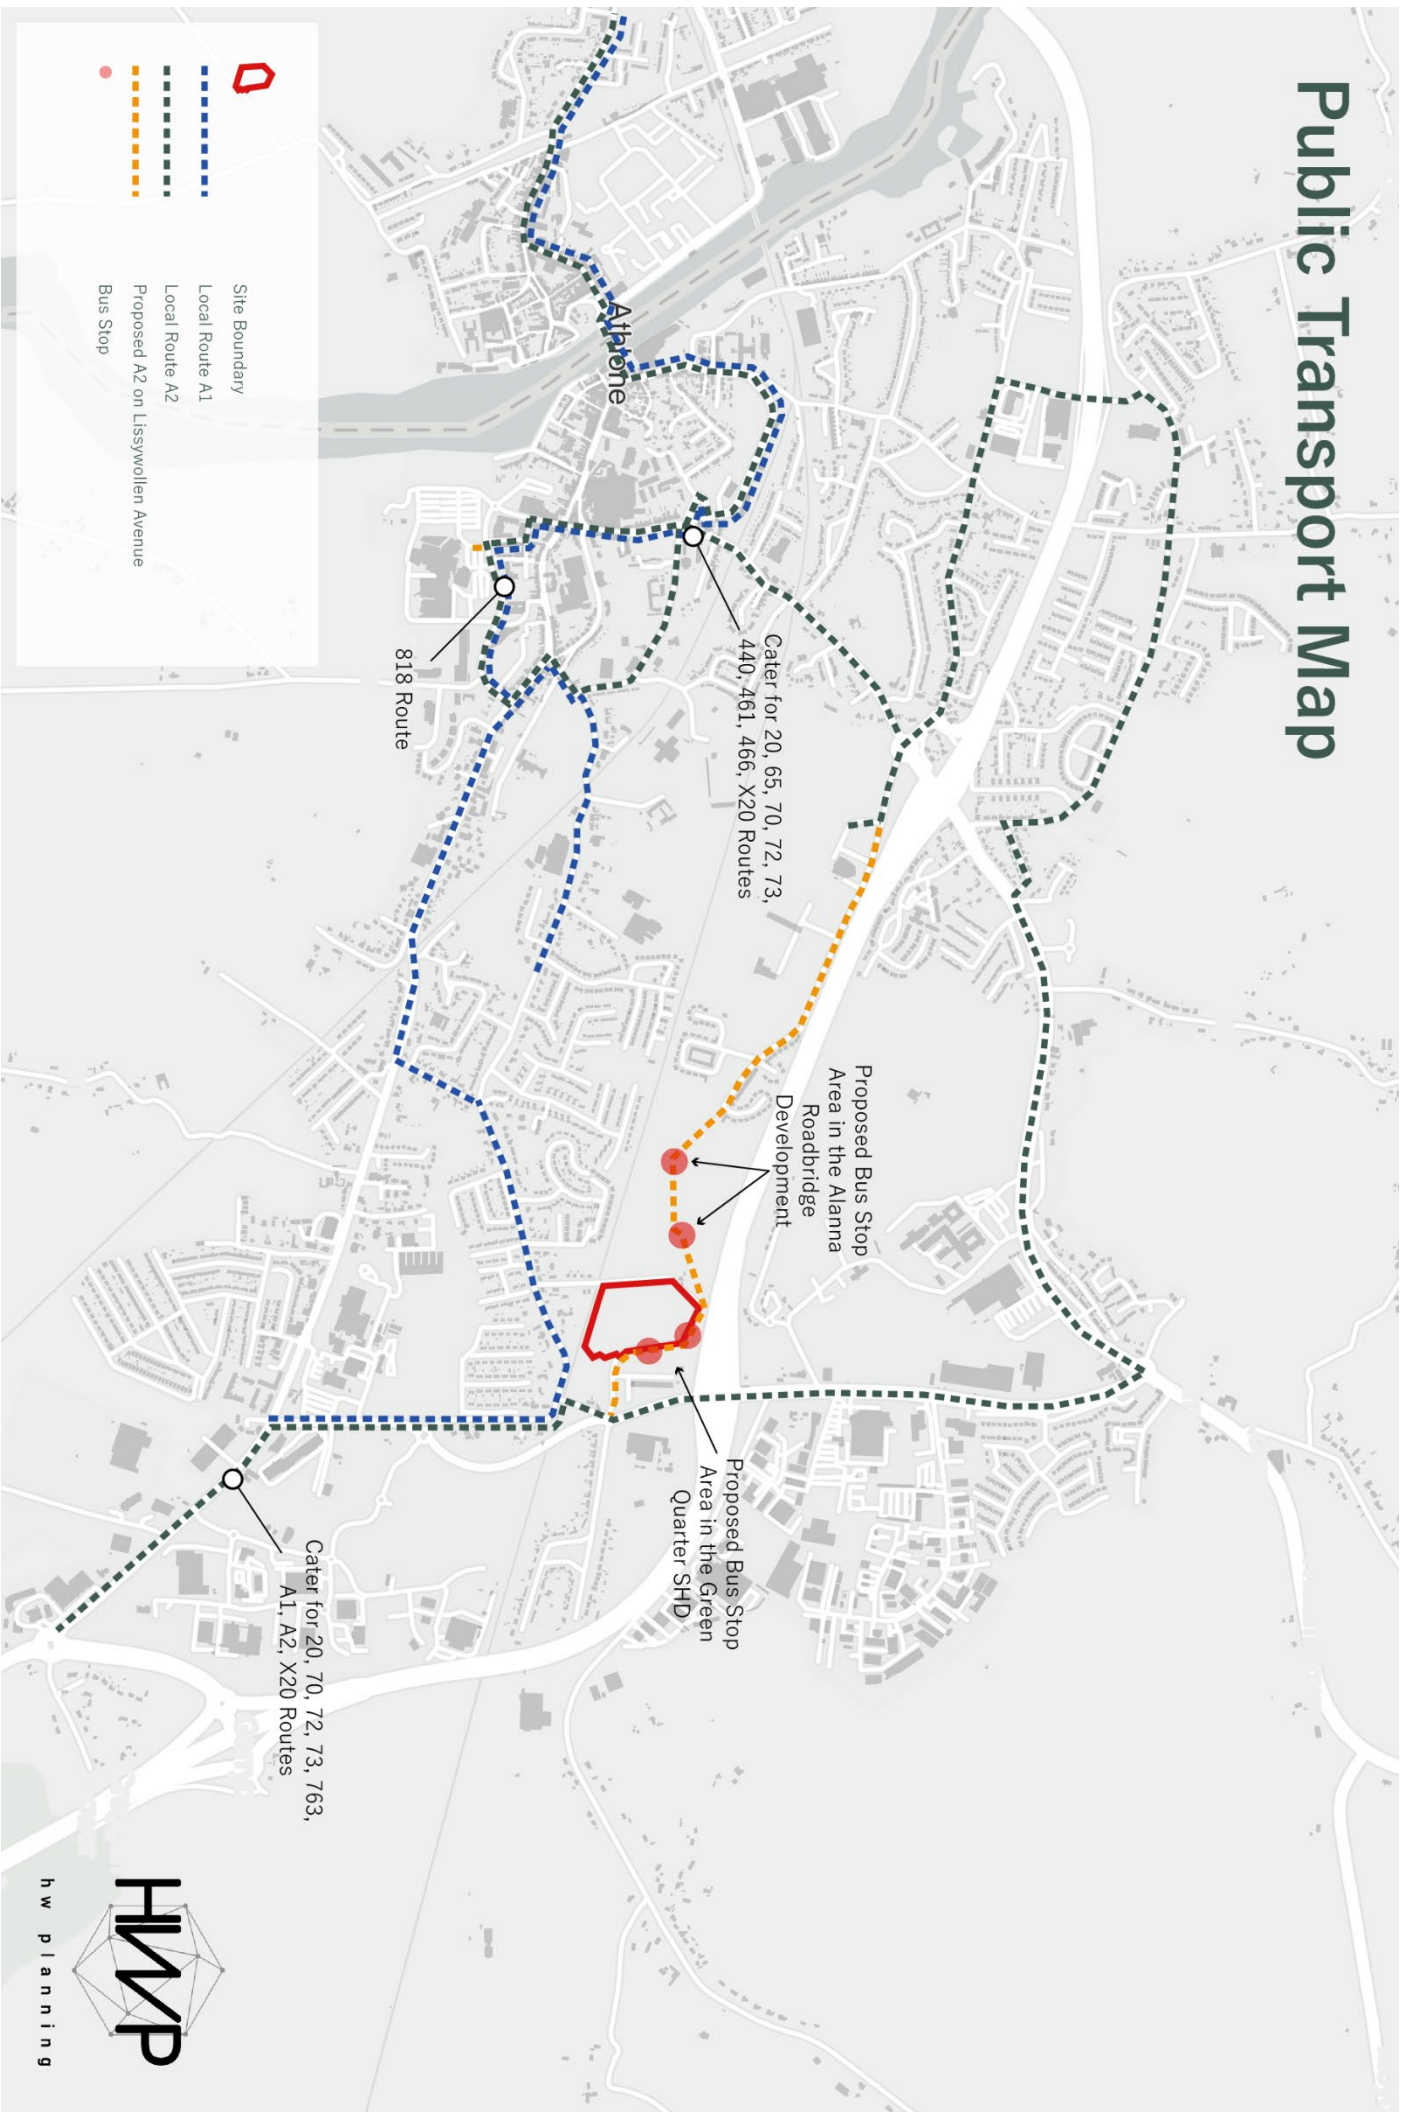 Public Transport Map
Athlone
Cater for 20, 65, 70, 72, 73,
440, 461, 466, X20 Routes
818 Route
Proposed Bus Stop
Area in the Alanna
Roadbridge
Development
Proposed Bus Stop
Area in the Green
Quarter SHD
Cater for 20, 70, 72, 73, 763,
A1, A2, X20 Routes
Site Boundary
Local Route A1
Local Route A2
Proposed A2 on Lissywollen Avenue
Bus Stop
HWP
hw planning